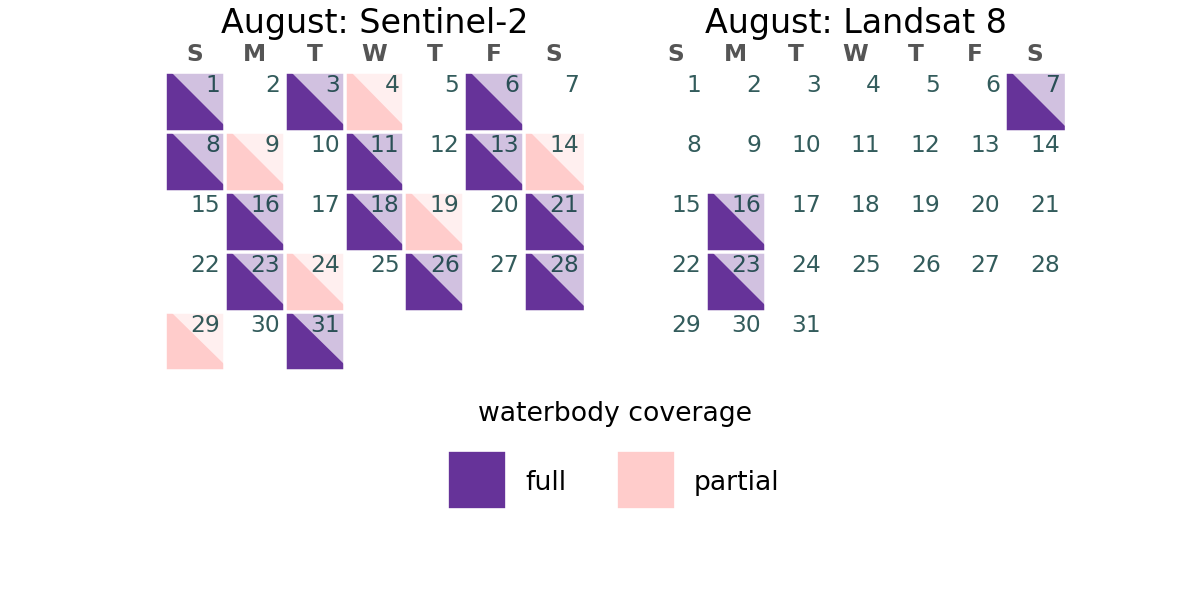 August: Sentinel-2
S M T W T F S
1 2 3 4 5 6 7
8 9 10 11 12 13 14
15 16 17 18 19 20 21
22 23 24 25 26 27 28
29 30 31
August: Landsat 8
S M T W T F S
1 2 3 4 5 6 7
8 9 10 11 12 13 14
15 16 17 18 19 20 21
22 23 24 25 26 27 28
29 30 31
waterbody coverage
full partial